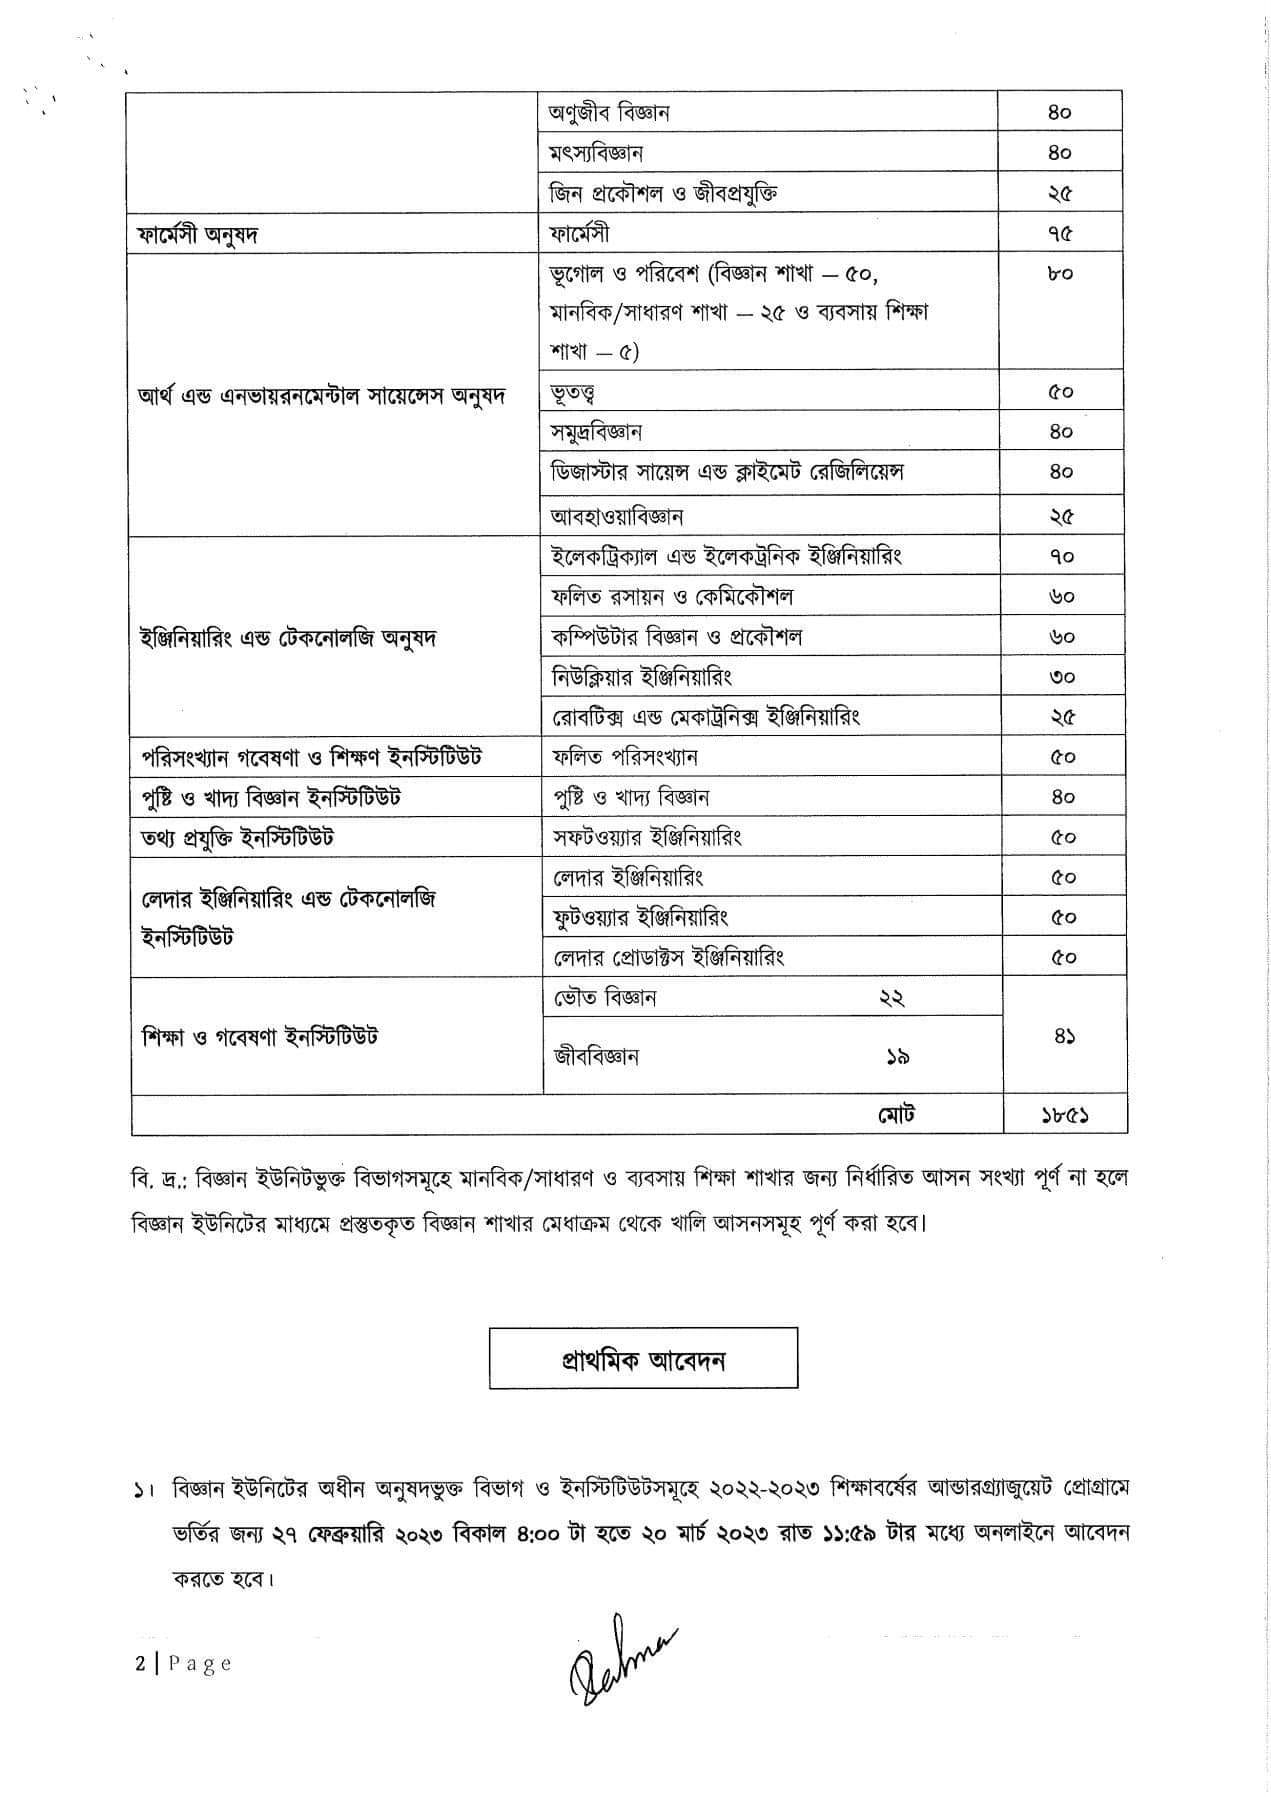 অণুজীব বিজ্ঞান ৪০
মৎস্যবিজ্ঞান ৪০
জিন প্রকৌশল ও জীবপ্রযুক্তি ২৫
ফার্মেসী অনুষদ ফার্মেসী ৭৫
ভূগোল ও পরিবেশ (বিজ্ঞান শাখা – ৫০, ৮০
মানবিক/সাধারণ শাখা – ২৫ ও ব্যবসায় শিক্ষা
শাখা – ৫)
আর্থ এন্ড এনভায়রনমেন্টাল সায়েন্সেস অনুষদ ভূতত্ত্ব ৫০
সমুদ্রবিজ্ঞান ৪০
ডিজাস্টার সায়েন্স এন্ড ক্লাইমেট রেজিলিয়েন্স ৪০
আবহাওয়াবিজ্ঞান ২৫
ইলেকট্রিক্যাল এন্ড ইলেকট্রনিক ইঞ্জিনিয়ারিং ৭০
ফলিত রসায়ন ও কেমিকৌশল ৬০
ইঞ্জিনিয়ারিং এন্ড টেকনোলজি অনুষদ কম্পিউটার বিজ্ঞান ও প্রকৌশল ৬০
নিউক্লিয়ার ইঞ্জিনিয়ারিং ৩০
রোবটিক্স এন্ড মেকাট্রনিক্স ইঞ্জিনিয়ারিং ২৫
পরিসংখ্যান গবেষণা ও শিক্ষণ ইনস্টিটিউট ফলিত পরিসংখ্যান ৫০
পুষ্টি ও খাদ্য বিজ্ঞান ইনস্টিটিউট পুষ্টি ও খাদ্য বিজ্ঞান ৪০
তথ্য প্রযুক্তি ইনস্টিটিউট সফটওয়্যার ইঞ্জিনিয়ারিং ৫০
লেদার ইঞ্জিনিয়ারিং ৫০
লেদার ইঞ্জিনিয়ারিং এন্ড টেকনোলজি
ইনস্টিটিউট ফুটওয়্যার ইঞ্জিনিয়ারিং ৫০
লেদার প্রোডাক্টস ইঞ্জিনিয়ারিং ৫০
ভৌত বিজ্ঞান ২২
শিক্ষা ও গবেষণা ইনস্টিটিউট ৪১
জীববিজ্ঞান ১৯
মোট ১৮৫১
বি. দ্র.: বিজ্ঞান ইউনিটভুক্ত বিভাগসমূহে মানবিক/সাধারণ ও ব্যবসায় শিক্ষা শাখার জন্য নির্ধারিত আসন সংখ্যা পূর্ণ না হলে
বিজ্ঞান ইউনিটের মাধ্যমে প্রস্তুতকৃত বিজ্ঞান শাখার মেধাক্রম থেকে খালি আসনসমূহ পূর্ণ করা হবে।
প্রাথমিক আবেদন
১। বিজ্ঞান ইউনিটের অধীন অনুষদভুক্ত বিভাগ ও ইনস্টিটিউটসমূহে ২০২২-২০২৩ শিক্ষাবর্ষের আন্ডারগ্র্যাজুয়েট প্রোগ্রামে
ভর্তির জন্য ২৭ ফেব্রুয়ারি ২০২৩ বিকাল ৪:০০ টা হতে ২০ মার্চ ২০২৩ রাত ১১:৫৯ টার মধ্যে অনলাইনে আবেদন
করতে হবে।
2 | Page